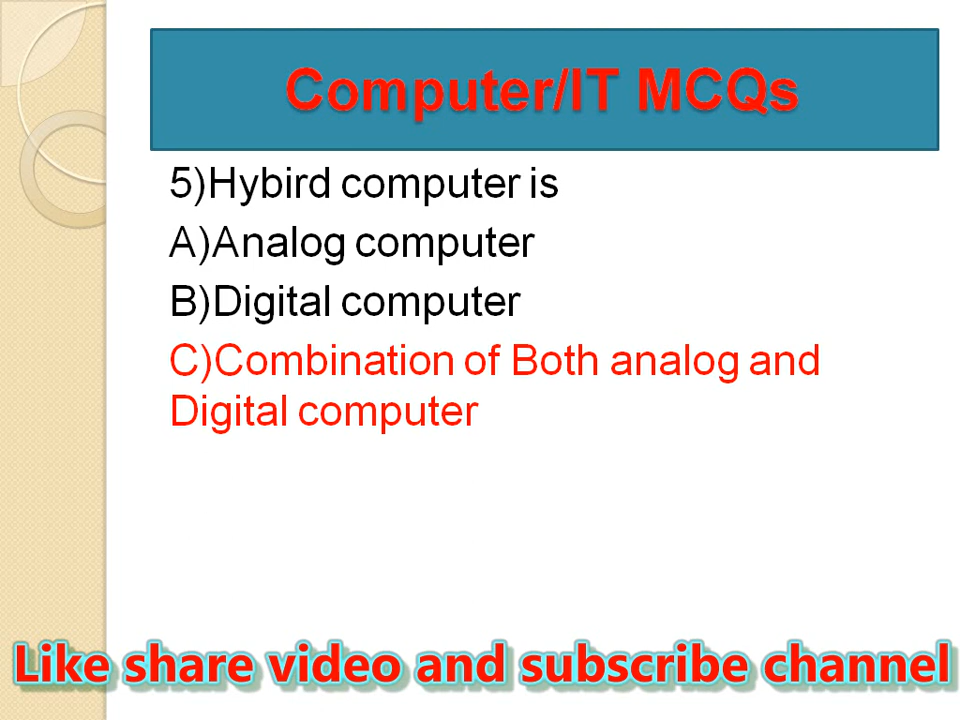 Computer/IT MCQs
5)Hybird computer is
A)Analog computer
B)Digital computer
C)Combination of Both analog and
Digital computer
Like share video and subscribe channel